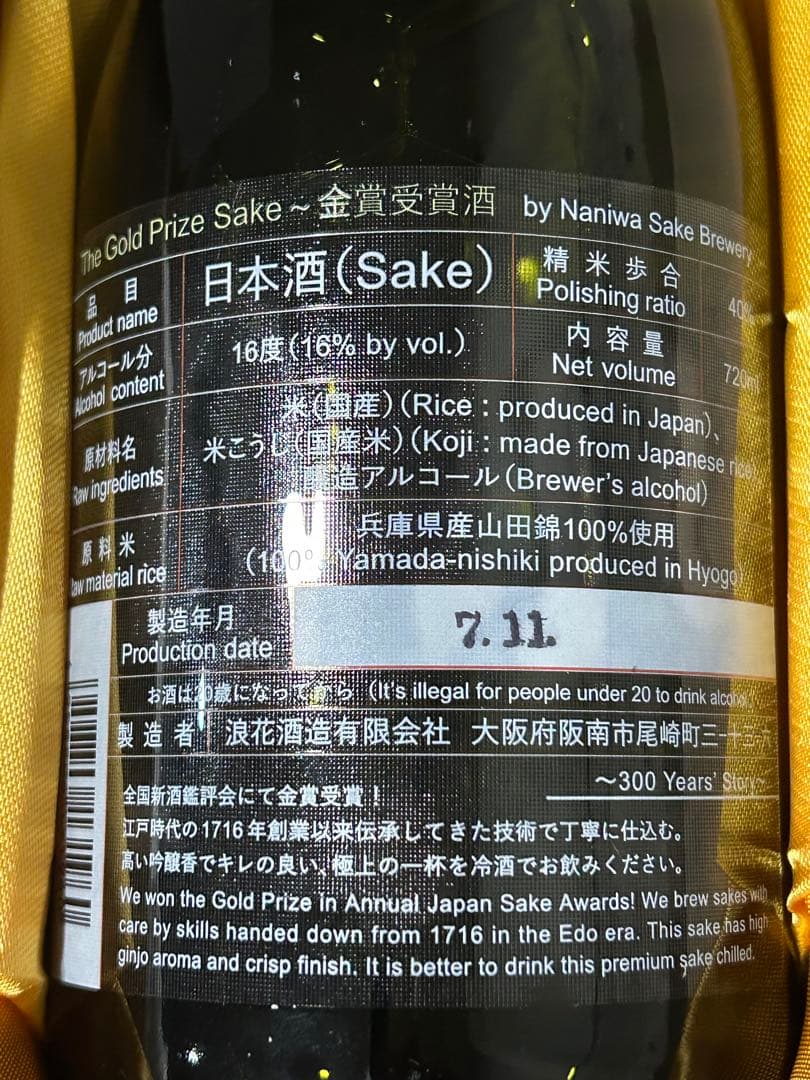 The Gold Prize Sake ~ 金賞受賞酒 by Naniwa Sake Brewery
品目 日本酒(Sake) 精米歩合
Product name Polishing ratio 40%
アルコール分 16度(16% by vol.) 内容量
Alcohol content Net volume 720m
米(国産)(Rice : produced in Japan)、
原材料名 米こうじ(国産米)(Koji : made from Japanese rice)
Raw ingredients 造アルコール(Brewer's alcohol)
原料米 兵庫県産山田錦100%使用
Raw material rice (100% Yamada-nishiki produced in Hyogo
製造年月
Production date 7.11.
お酒は20歳になってから (It's illegal for people under 20 to drink alcohol
製造者 浪花酒造有限会社 大阪府阪南市尾崎町三-十三-六
~300 Years' Story~
全国新酒鑑評会にて金賞受賞!
江戸時代の1716年創業以来伝承してきた技術で丁寧に仕込む。
高い吟醸香でキレの良い、極上の一杯を冷酒でお飲みください。
We won the Gold Prize in Annual Japan Sake Awards! We brew sakes with
care by skills handed down from 1716 in the Edo era. This sake has high
ginjo aroma and crisp finish. It is better to drink this premium sake chilled.